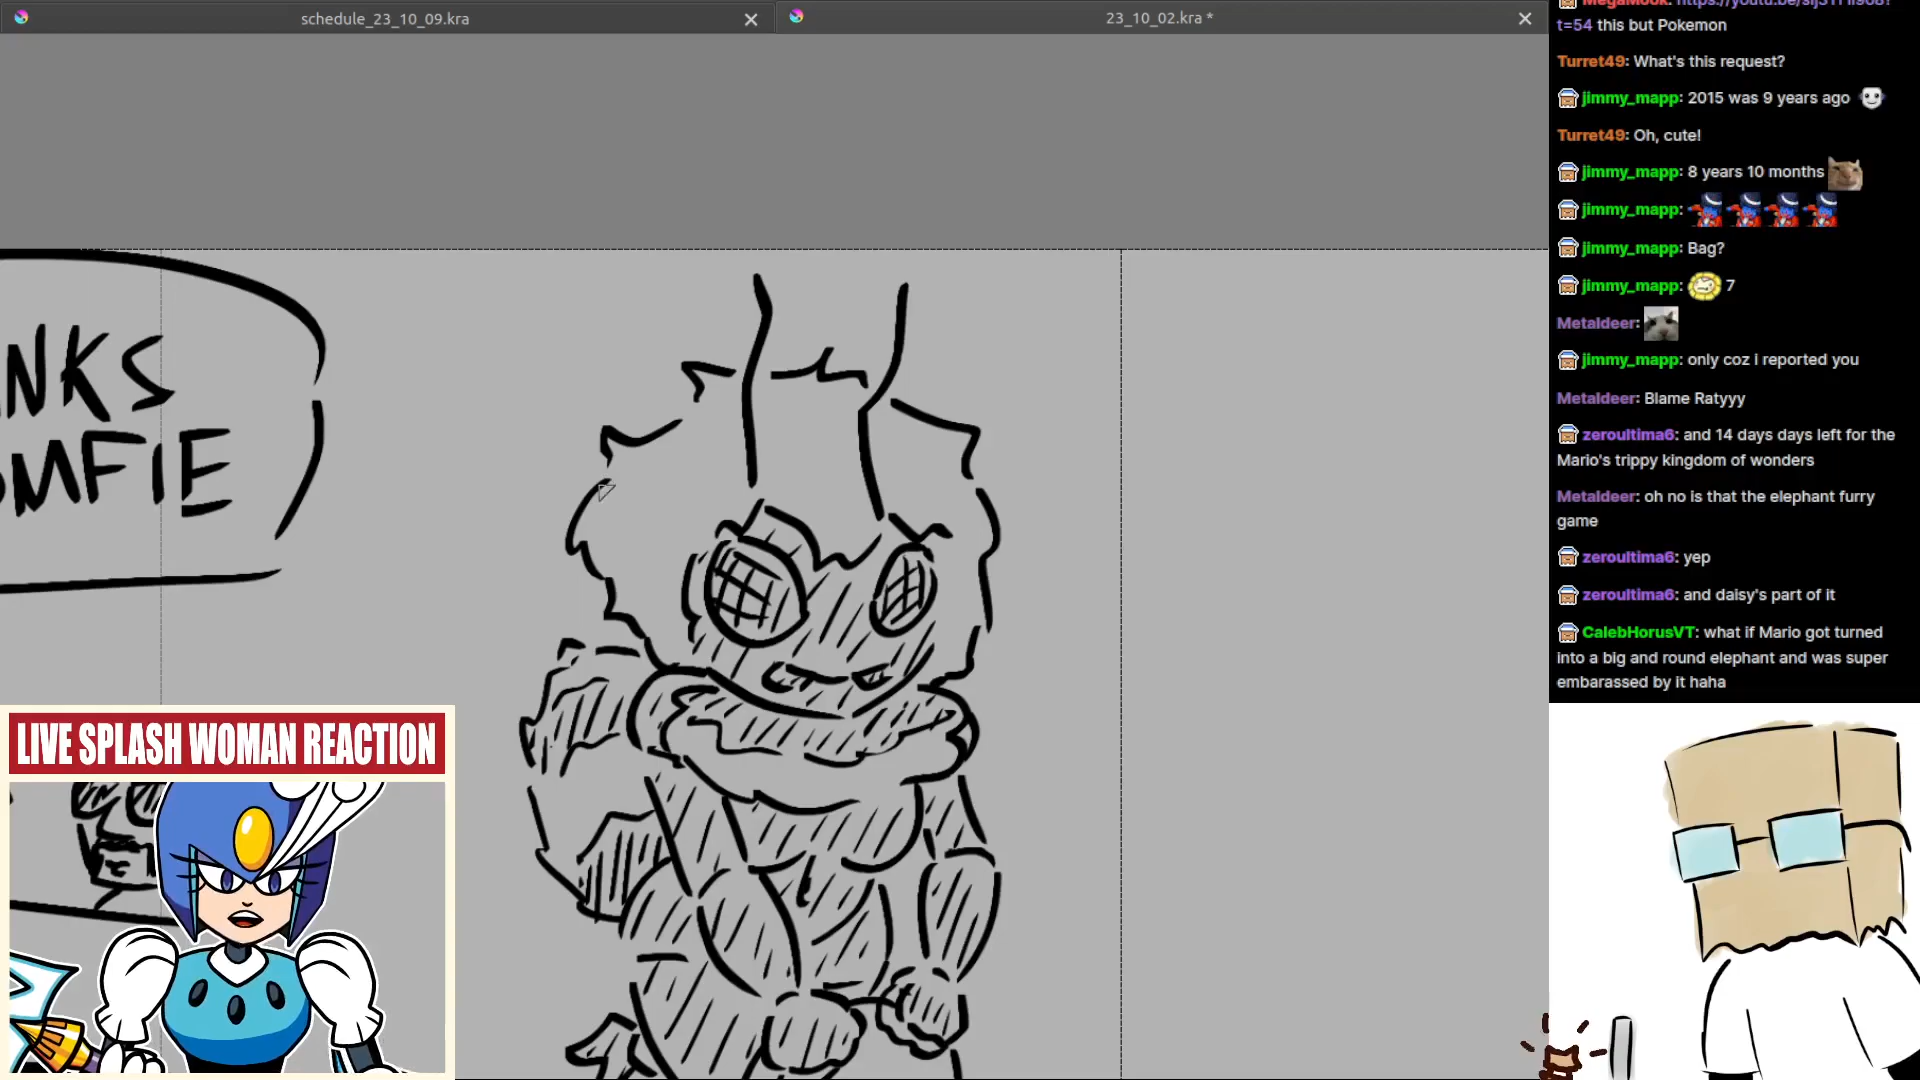 schedule_23_10_09.kra
23_10_02.kra *
NKS
OMFIE
LIVE SPLASH WOMAN REACTION
t=54 this but Pokemon
Turret49: What's this request?
jimmy_mapp: 2015 was 9 years ago
Turret49: Oh, cute!
jimmy_mapp: 8 years 10 months
jimmy_mapp:
jimmy_mapp: Bag?
jimmy_mapp: 7
Metaldeer:
jimmy_mapp: only coz i reported you
Metaldeer: Blame Ratyyy
zeroultima6: and 14 days days left for the
Mario's trippy kingdom of wonders
Metaldeer: oh no is that the elephant furry
game
zeroultima6: yep
zeroultima6: and daisy's part of it
CalebHorusVT: what if Mario got turned
into a big and round elephant and was super
embarassed by it haha